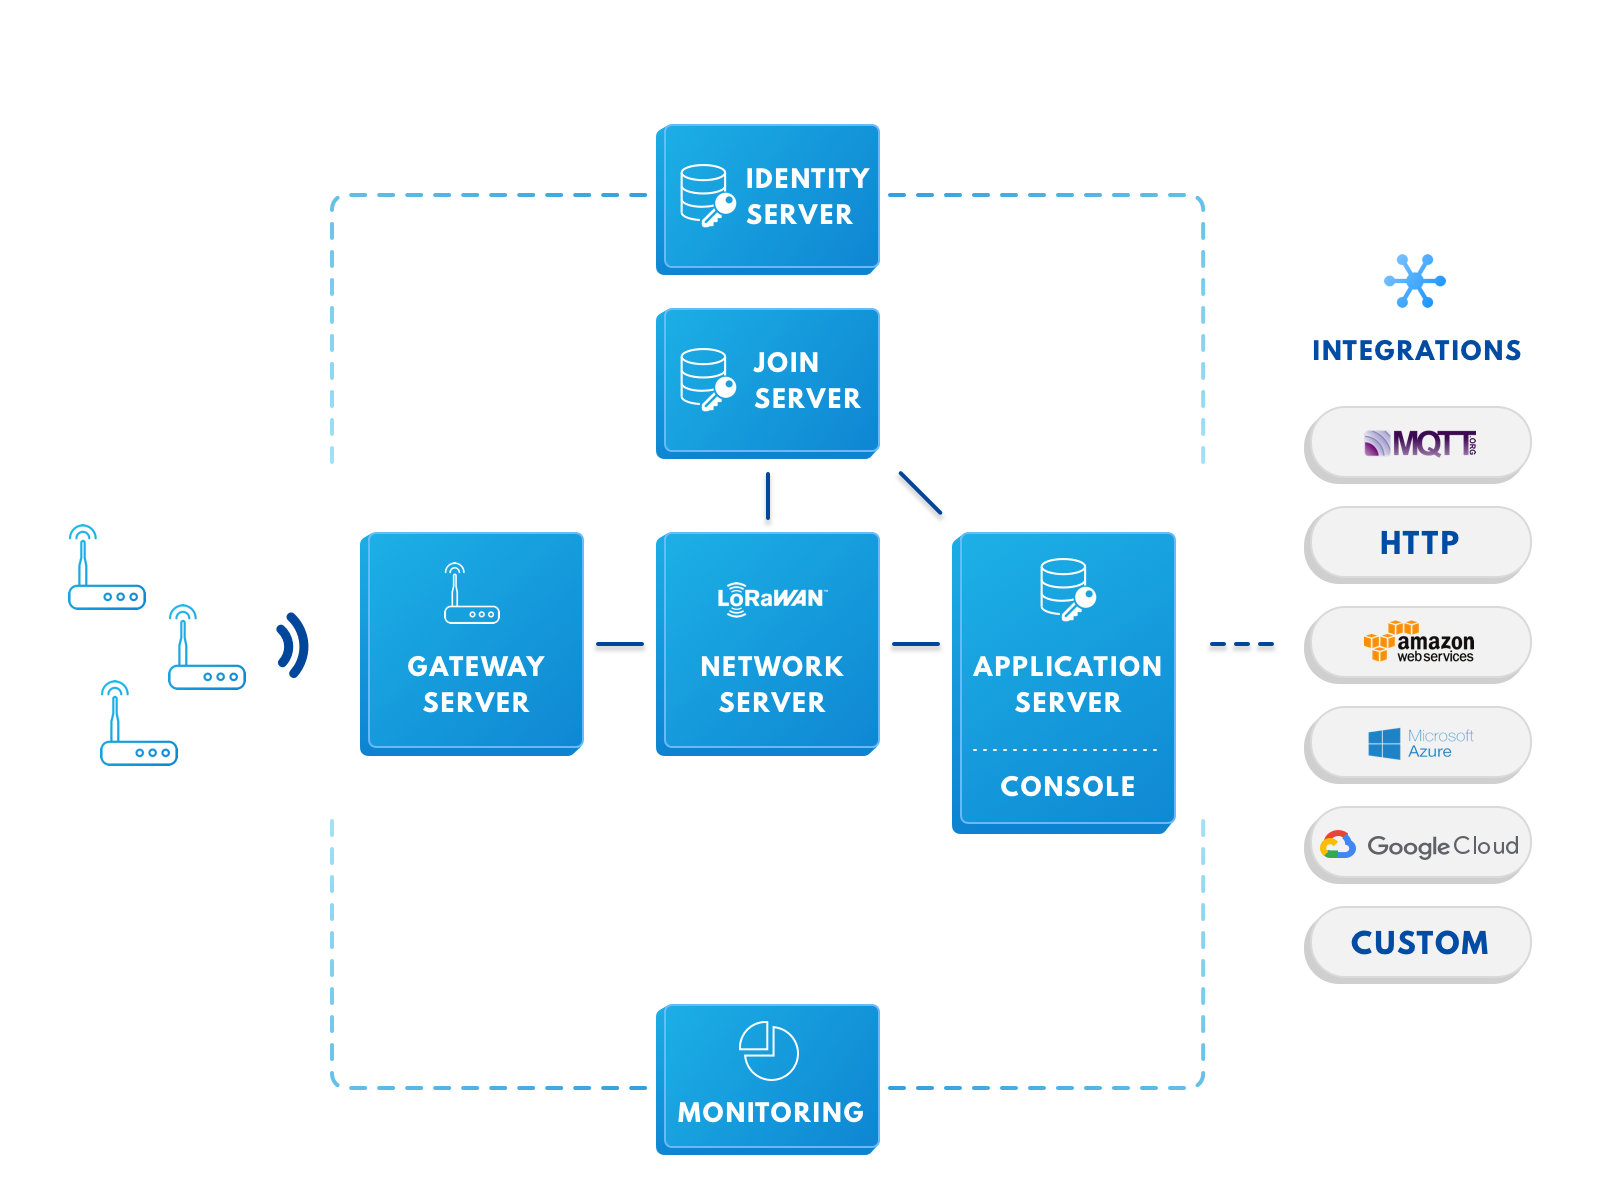 IDENTITY
SERVER
JOIN
SERVER
INTEGRATIONS
MQTT.ORG
HTTP
LoRaWAN™
GATEWAY
SERVER
NETWORK
SERVER
APPLICATION
SERVER
CONSOLE
amazon
web services
Microsoft
Azure
Google Cloud
CUSTOM
MONITORING